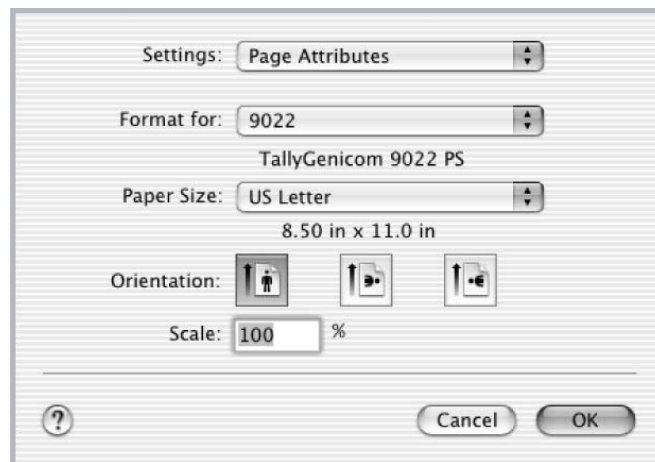 Settings: Page Attributes
Format for: 9022
TallyGenicom 9022 PS
Paper Size: US Letter
8.50 in x 11.0 in
Orientation:
Scale: 100 %
? Cancel OK